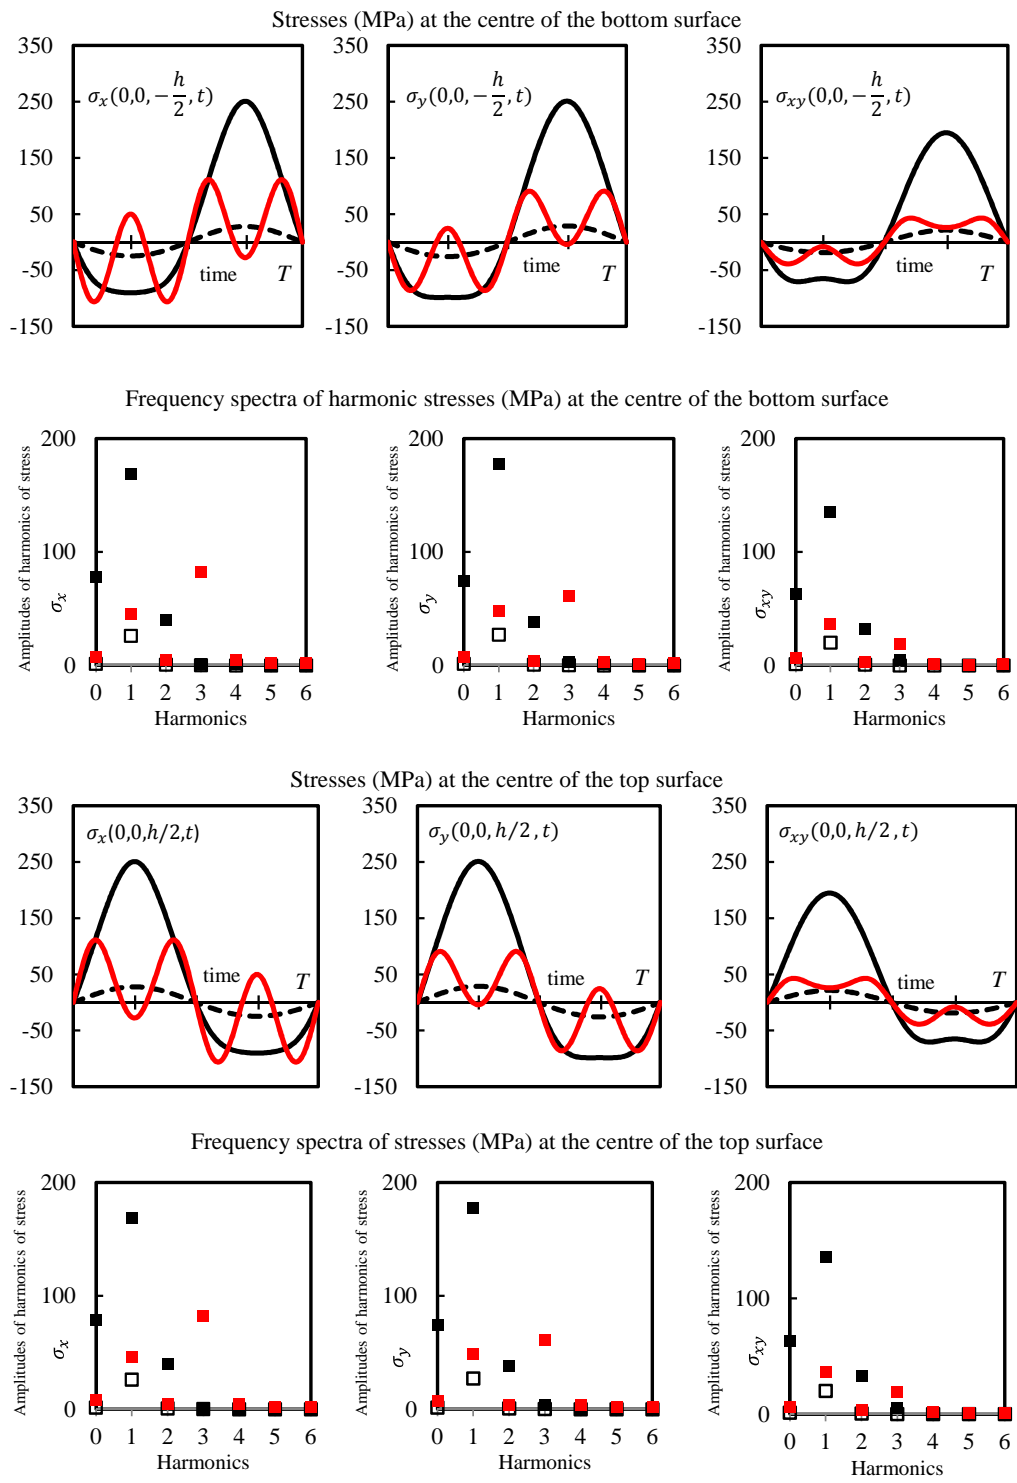 Stresses (MPa) at the centre of the bottom surface
350
250
150
50
-50
-150
σx(0,0,−h/2,t)
time
T
350
250
150
50
-50
-150
σy(0,0,−h/2,t)
time
T
350
250
150
50
-50
-150
σxy(0,0,−h/2,t)
time
T
Frequency spectra of harmonic stresses (MPa) at the centre of the bottom surface
Amplitudes of harmonics of stress
σx
200
100
0
0 1 2 3 4 5 6
Harmonics
Amplitudes of harmonics of stress
σy
200
100
0
0 1 2 3 4 5 6
Harmonics
Amplitudes of harmonics of stress
σxy
200
100
0
0 1 2 3 4 5 6
Harmonics
Stresses (MPa) at the centre of the top surface
350
250
150
50
-50
-150
σx(0,0,h/2,t)
time
T
350
250
150
50
-50
-150
σy(0,0,h/2,t)
time
T
350
250
150
50
-50
-150
σxy(0,0,h/2,t)
time
T
Frequency spectra of stresses (MPa) at the centre of the top surface
Amplitudes of harmonics of stress
σx
200
100
0
0 1 2 3 4 5 6
Harmonics
Amplitudes of harmonics of stress
σy
200
100
0
0 1 2 3 4 5 6
Harmonics
Amplitudes of harmonics of stress
σxy
200
100
0
0 1 2 3 4 5 6
Harmonics